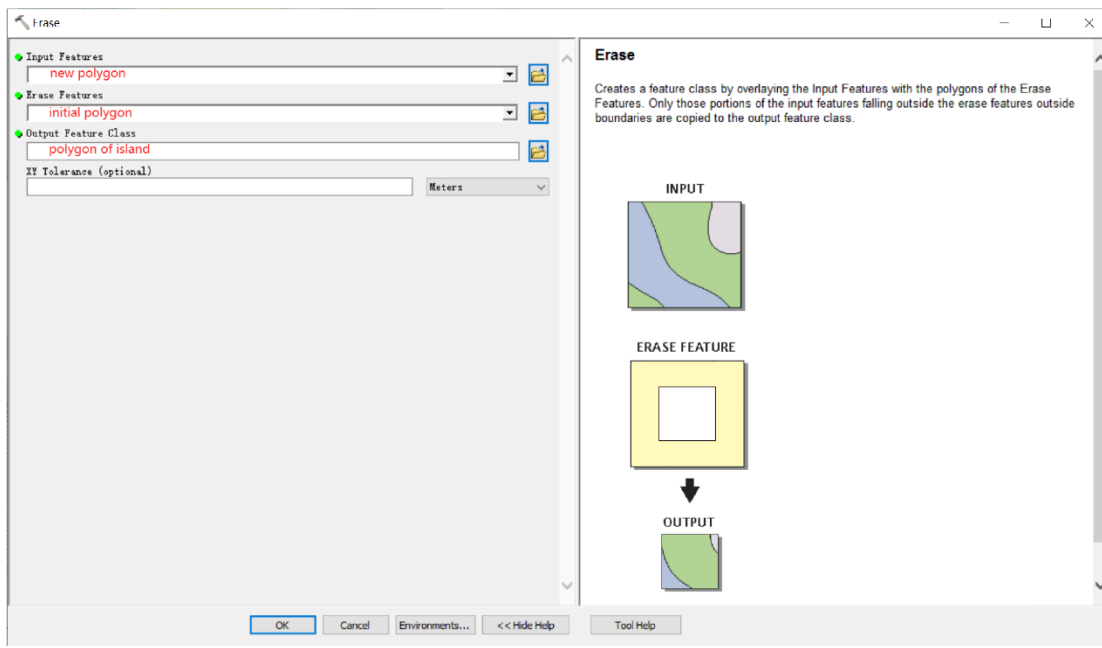 Erase
Input Features
new polygon
Erase Features
initial polygon
Output Feature Class
polygon of island
XY Tolerance (optional)
Meters
Erase
Creates a feature class by overlaying the Input Features with the polygons of the Erase
Features. Only those portions of the input features falling outside the erase features outside
boundaries are copied to the output feature class.
INPUT
ERASE FEATURE
OUTPUT
OK
Cancel
Environments...
<< Hide Help
Tool Help